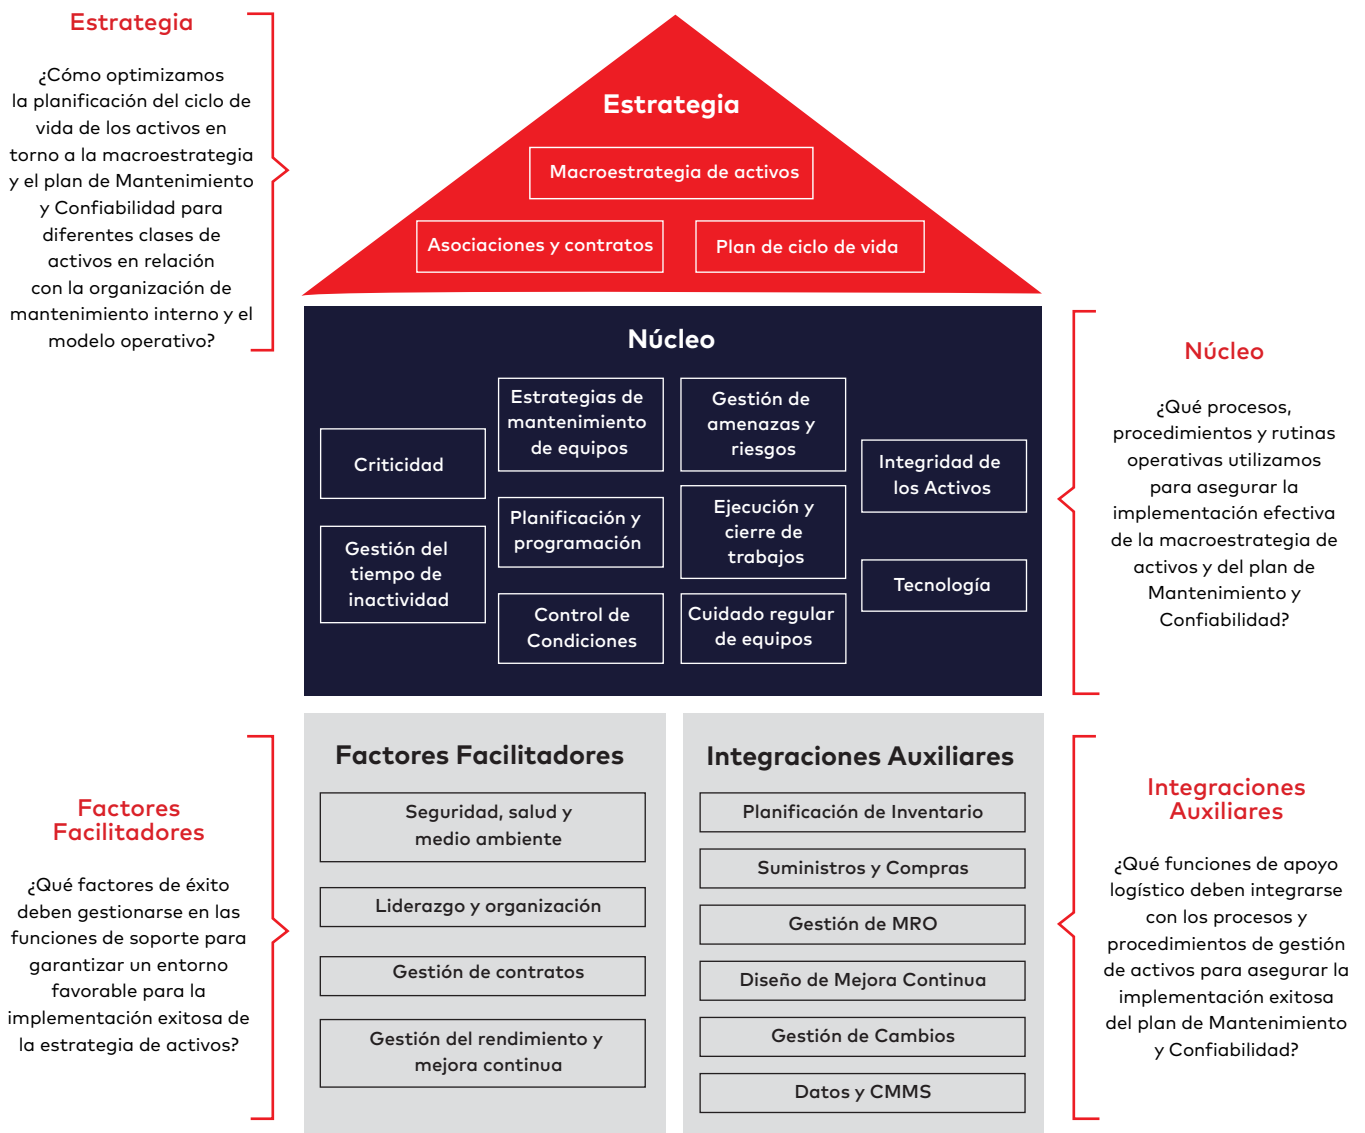 Estrategia
¿Cómo optimizamos
la planificación del ciclo de
vida de los activos en
torno a la macroestrategia
y el plan de Mantenimiento
y Confiabilidad para
diferentes clases de
activos en relación
con la organización de
mantenimiento interno y el
modelo operativo?
Estrategia
Macroestrategia de activos
Asociaciones y contratos
Plan de ciclo de vida
Núcleo
Criticidad
Gestión del
tiempo de
inactividad
Estrategias de
mantenimiento
de equipos
Planificación y
programación
Control de
Condiciones
Gestión de
amenazas y
riesgos
Ejecución y
cierre de
trabajos
Cuidado regular
de equipos
Integridad de
los Activos
Tecnología
Núcleo
¿Qué procesos,
procedimientos y rutinas
operativas utilizamos
para asegurar la
implementación efectiva
de la macroestrategia de
activos y del plan de
Mantenimiento y
Confiabilidad?
Factores
Facilitadores
¿Qué factores de éxito
deben gestionarse en las
funciones de soporte para
garantizar un entorno
favorable para la
implementación exitosa de
la estrategia de activos?
Factores Facilitadores
Seguridad, salud y
medio ambiente
Liderazgo y organización
Gestión de contratos
Gestión del rendimiento y
mejora continua
Integraciones Auxiliares
Planificación de Inventario
Suministros y Compras
Gestión de MRO
Diseño de Mejora Continua
Gestión de Cambios
Datos y CMMS
Integraciones
Auxiliares
¿Qué funciones de apoyo
logístico deben integrarse
con los procesos y
procedimientos de gestión
de activos para asegurar la
implementación exitosa
del plan de Mantenimiento
y Confiabilidad?